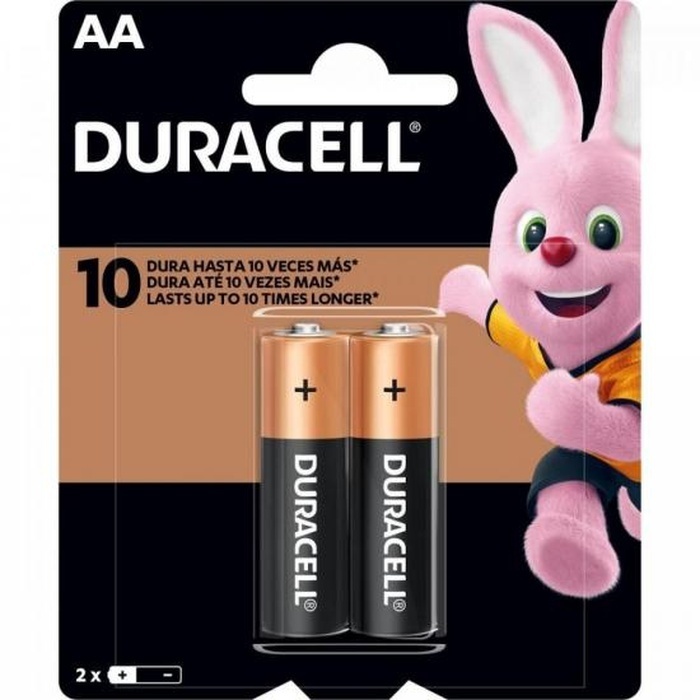 AA
DURACELL®
10
DURA HASTA 10 VECES MÁS*
DURA ATÉ 10 VEZES MAIS*
LASTS UP TO 10 TIMES LONGER*
+ +
DURACELL®
DURACELL®
2 x + −